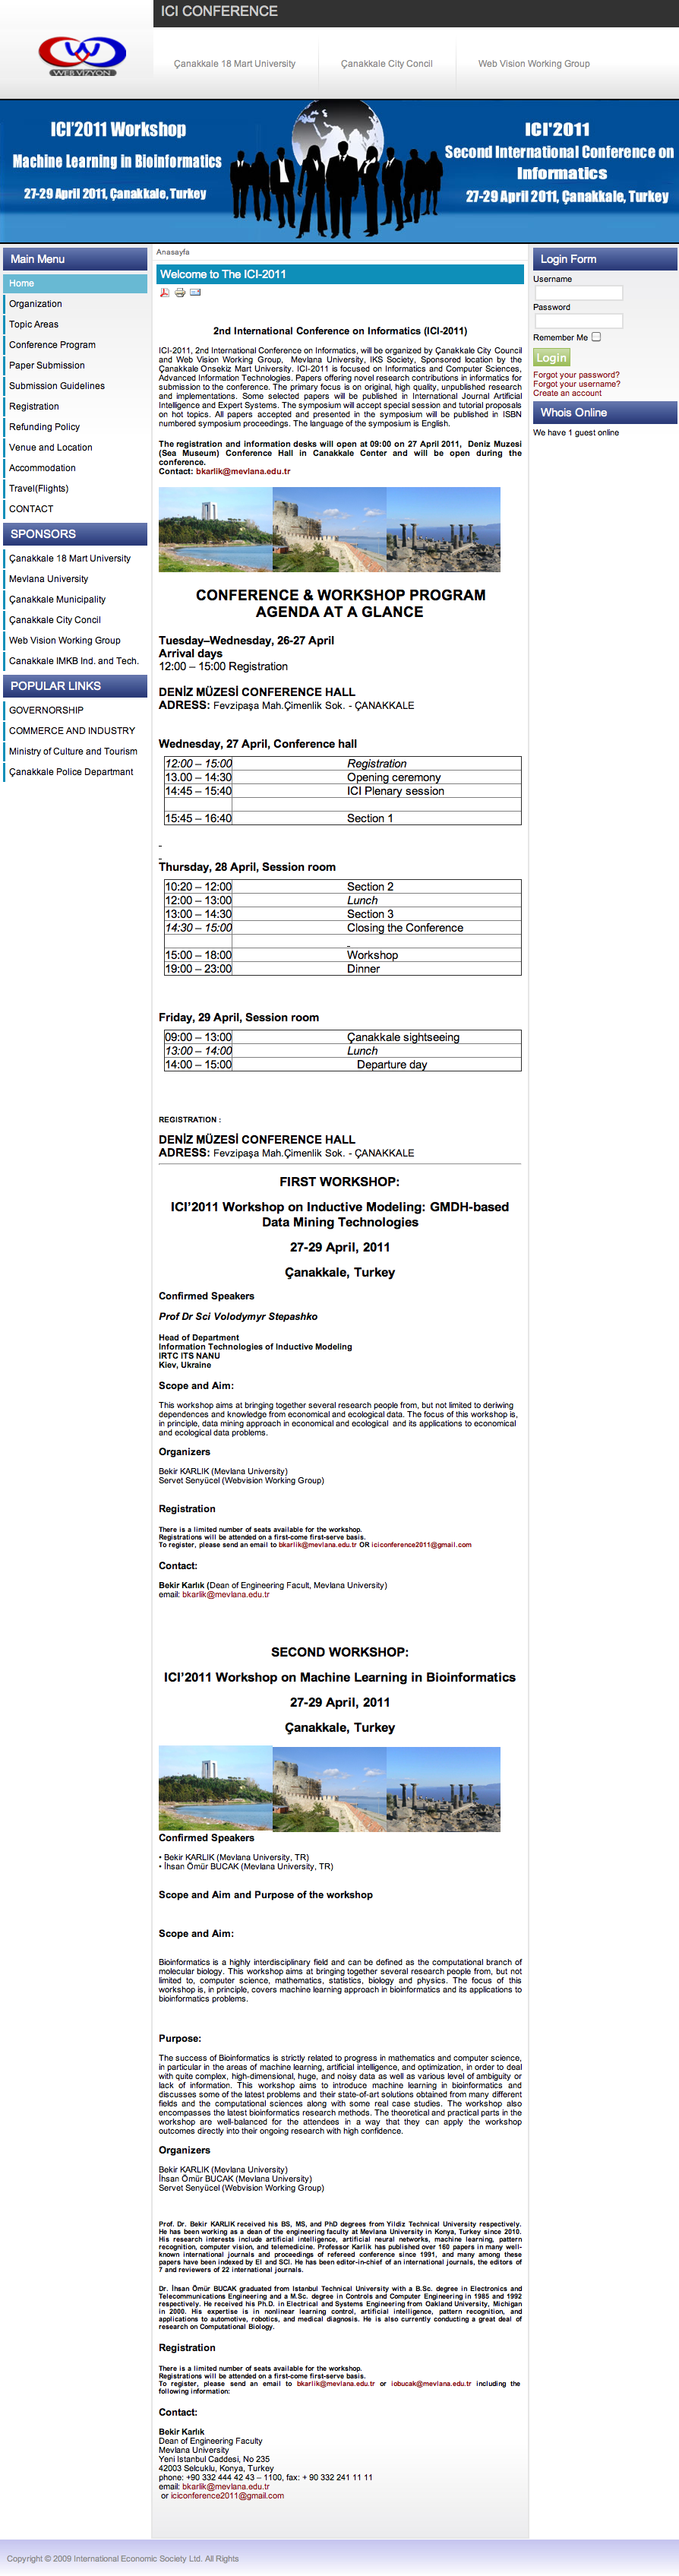 ICI CONFERENCE
WEB VIZYON
Çanakkale 18 Mart University
Çanakkale City Concil
Web Vision Working Group
ICI'2011 Workshop
Machine Learning in Bioinformatics
27-29 April 2011, Çanakkale, Turkey
ICI'2011
Second International Conference on
Informatics
27-29 April 2011, Çanakkale, Turkey
Main Menu
Home
Organization
Topic Areas
Conference Program
Paper Submission
Submission Guidelines
Registration
Refunding Policy
Venue and Location
Accommodation
Travel(Flights)
CONTACT
SPONSORS
Çanakkale 18 Mart University
Mevlana University
Çanakkale Municipality
Çanakkale City Concil
Web Vision Working Group
Canakkale IMKB Ind. and Tech.
POPULAR LINKS
GOVERNORSHIP
COMMERCE AND INDUSTRY
Ministry of Culture and Tourism
Çanakkale Police Departmant
Anasayfa
Welcome to The ICI-2011
2nd International Conference on Informatics (ICI-2011)
ICI-2011, 2nd International Conference on Informatics, will be organized by Çanakkale City Council
and Web Vision Working Group, Mevlana University, IKS Society, Sponsored location by the
Çanakkale Onsekiz Mart University. ICI-2011 is focused on Informatics and Computer Sciences,
Advanced Information Technologies. Papers offering novel research contributions in informatics for
submission to the conference. The primary focus is on original, high quality, unpublished research
and implementations. Some selected papers will be published in International Journal Artificial
Intelligence and Expert Systems. The symposium will accept special session and tutorial proposals
on hot topics. All papers accepted and presented in the symposium will be published in ISBN
numbered symposium proceedings. The language of the symposium is English.
The registration and information desks will open at 09:00 on 27 April 2011, Deniz Muzesi
(Sea Museum) Conference Hall in Canakkale Center and will be open during the
conference.
Contact: bkarlik@mevlana.edu.tr
CONFERENCE & WORKSHOP PROGRAM
AGENDA AT A GLANCE
Tuesday–Wednesday, 26-27 April
Arrival days
12:00 – 15:00 Registration
DENİZ MÜZESİ CONFERENCE HALL
ADRESS: Fevzipaşa Mah.Çimenlik Sok. - ÇANAKKALE
Wednesday, 27 April, Conference hall
12:00 – 15:00 Registration
13.00 – 14:30 Opening ceremony
14:45 – 15:40 ICI Plenary session
15:45 – 16:40 Section 1
Thursday, 28 April, Session room
10:20 – 12:00 Section 2
12:00 – 13:00 Lunch
13:00 – 14:30 Section 3
14:30 – 15:00 Closing the Conference
15:00 – 18:00 Workshop
19:00 – 23:00 Dinner
Friday, 29 April, Session room
09:00 – 13:00 Çanakkale sightseeing
13:00 – 14:00 Lunch
14:00 – 15:00 Departure day
REGISTRATION :
DENİZ MÜZESİ CONFERENCE HALL
ADRESS: Fevzipaşa Mah.Çimenlik Sok. - ÇANAKKALE
FIRST WORKSHOP:
ICI'2011 Workshop on Inductive Modeling: GMDH-based
Data Mining Technologies
27-29 April, 2011
Çanakkale, Turkey
Confirmed Speakers
Prof Dr Sci Volodymyr Stepashko
Head of Department
Information Technologies of Inductive Modeling
IRTC ITS NANU
Kiev, Ukraine
Scope and Aim:
This workshop aims at bringing together several research people from, but not limited to deriving
dependences and knowledge from economical and ecological data. The focus of this workshop is,
in principle, data mining approach in economical and ecological and its applications to economical
and ecological data problems.
Organizers
Bekir KARLIK (Mevlana University)
Servet Senyücel (Webvision Working Group)
Registration
There is a limited number of seats available for the workshop.
Registrations will be attended on a first-come first-serve basis.
To register, please send an email to bkarlik@mevlana.edu.tr OR iciconference2011@gmail.com
Contact:
Bekir Karlık (Dean of Engineering Facult, Mevlana University)
email: bkarlik@mevlana.edu.tr
SECOND WORKSHOP:
ICI'2011 Workshop on Machine Learning in Bioinformatics
27-29 April, 2011
Çanakkale, Turkey
Confirmed Speakers
• Bekir KARLIK (Mevlana University, TR)
• İhsan Ömür BUCAK (Mevlana University, TR)
Scope and Aim and Purpose of the workshop
Scope and Aim:
Bioinformatics is a highly interdisciplinary field and can be defined as the computational branch of
molecular biology. This workshop aims at bringing together several research people from, but not
limited to, computer science, mathematics, statistics, biology and physics. The focus of this
workshop is, in principle, covers machine learning approach in bioinformatics and its applications to
bioinformatics problems.
Purpose:
The success of Bioinformatics is strictly related to progress in mathematics and computer science,
in particular in the areas of machine learning, artificial intelligence, and optimization, in order to deal
with quite complex, high-dimensional, huge, and noisy data as well as various level of ambiguity or
lack of information. This workshop aims to introduce machine learning in bioinformatics and
discusses some of the latest problems and their state-of-art solutions obtained from many different
fields and the computational sciences along with some real case studies. The workshop also
encompasses the latest bioinformatics research methods. The theoretical and practical parts in the
workshop are well-balanced for the attendees in a way that they can apply the workshop
outcomes directly into their ongoing research with high confidence.
Organizers
Bekir KARLIK (Mevlana University)
İhsan Ömür BUCAK (Mevlana University)
Servet Senyücel (Webvision Working Group)
Prof. Dr. Bekir KARLIK received his BS, MS, and PhD degrees from Yildiz Technical University respectively.
He has been working as a dean of the engineering faculty at Mevlana University in Konya, Turkey since 2010.
His research interests include artificial intelligence, artificial neural networks, machine learning, pattern
recognition, computer vision, and telemedicine. Professor Karlik has published over 160 papers in many well-
known international journals and proceedings of refereed conference since 1991, and many among these
papers have been indexed by EI and SCI. He has been editor-in-chief of an international journals, the editors of
7 and reviewers of 22 international journals.
Dr. İhsan Ömür BUCAK graduated from Istanbul Technical University with a B.Sc. degree in Electronics and
Telecommunications Engineering and a M.Sc. degree in Controls and Computer Engineering in 1985 and 1992
respectively. He received his Ph.D. in Electrical and Systems Engineering from Oakland University, Michigan
in 2000. His expertise is in nonlinear learning control, artificial intelligence, pattern recognition, and
applications to automotive, robotics, and medical diagnosis. He is also currently conducting a great deal of
research on Computational Biology.
Registration
There is a limited number of seats available for the workshop.
Registrations will be attended on a first-come first-serve basis.
To register, please send an email to bkarlik@mevlana.edu.tr or iobucak@mevlana.edu.tr including the
following information:
Contact:
Bekir Karlık
Dean of Engineering Faculty
Mevlana University
Yeni Istanbul Caddesi, No 235
42003 Selcuklu, Konya, Turkey
phone: +90 332 444 42 43 – 1100, fax: + 90 332 241 11 11
email: bkarlik@mevlana.edu.tr
or iciconference2011@gmail.com
Login Form
Username
Password
Remember Me
Login
Forgot your password?
Forgot your username?
Create an account
Whois Online
We have 1 guest online
Copyright © 2009 International Economic Society Ltd. All Rights